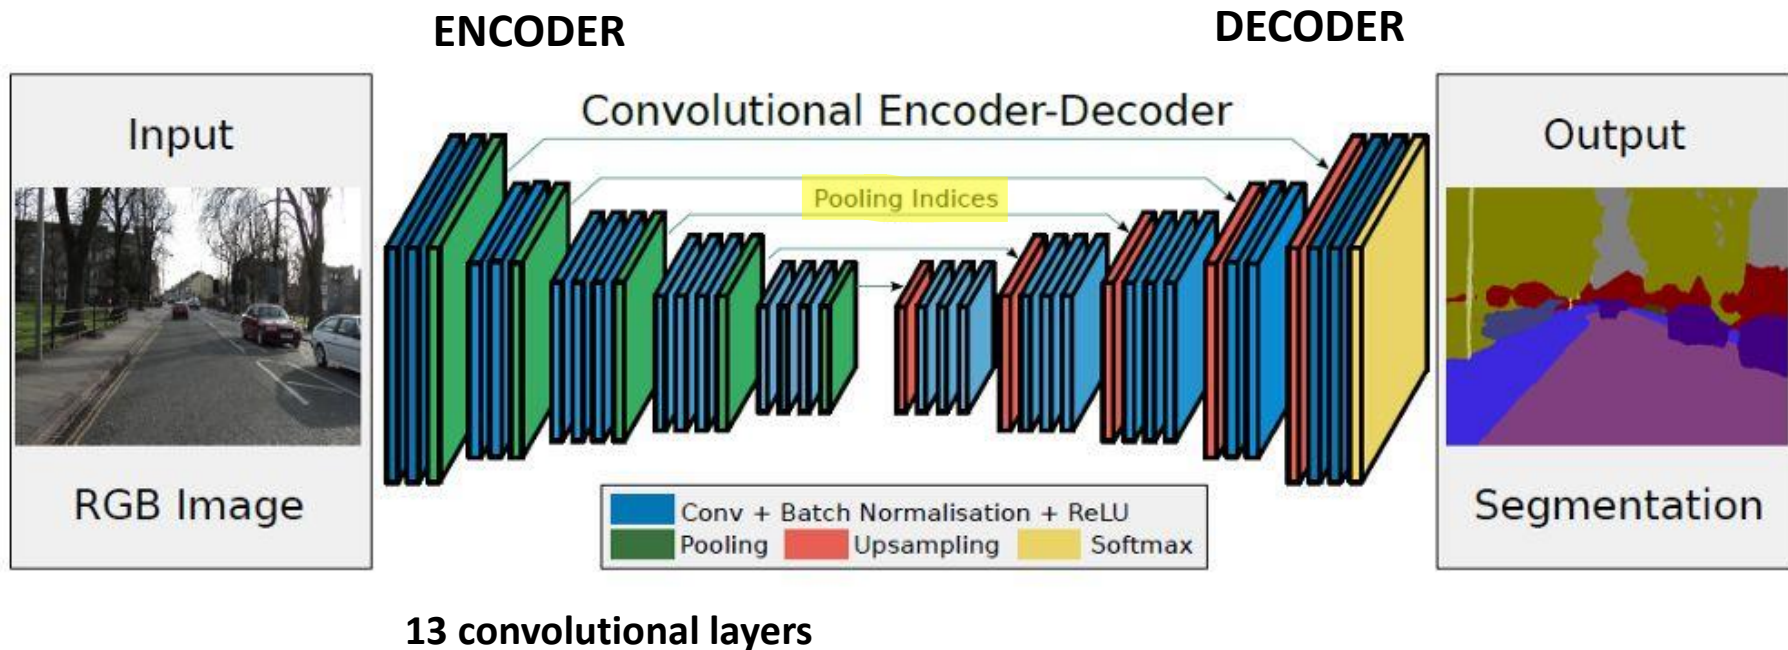 ENCODER
DECODER
Input
Convolutional Encoder-Decoder
Output
Pooling Indices
RGB Image
Segmentation
Conv + Batch Normalisation + ReLU
Pooling
Upsampling
Softmax
13 convolutional layers